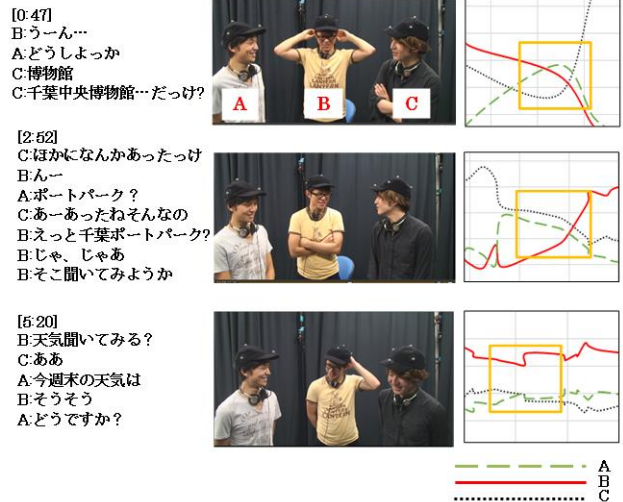 [0:47]
B:うーん…
A:どうしよっか
C:博物館
C:千葉中央博物館…だっけ?
A
B
C
[2:52]
C:ほかになんかあったっけ
B:んー
A:ポートパーク？
C:あーあったねそんなの
B:えっと千葉ポートパーク?
B:じゃ、じゃあ
B:そこ聞いてみようか
[5:20]
B:天気聞いてみる？
C:ああ
A:今週末の天気は
B:そうそう
A:どうですか？
A
B
C